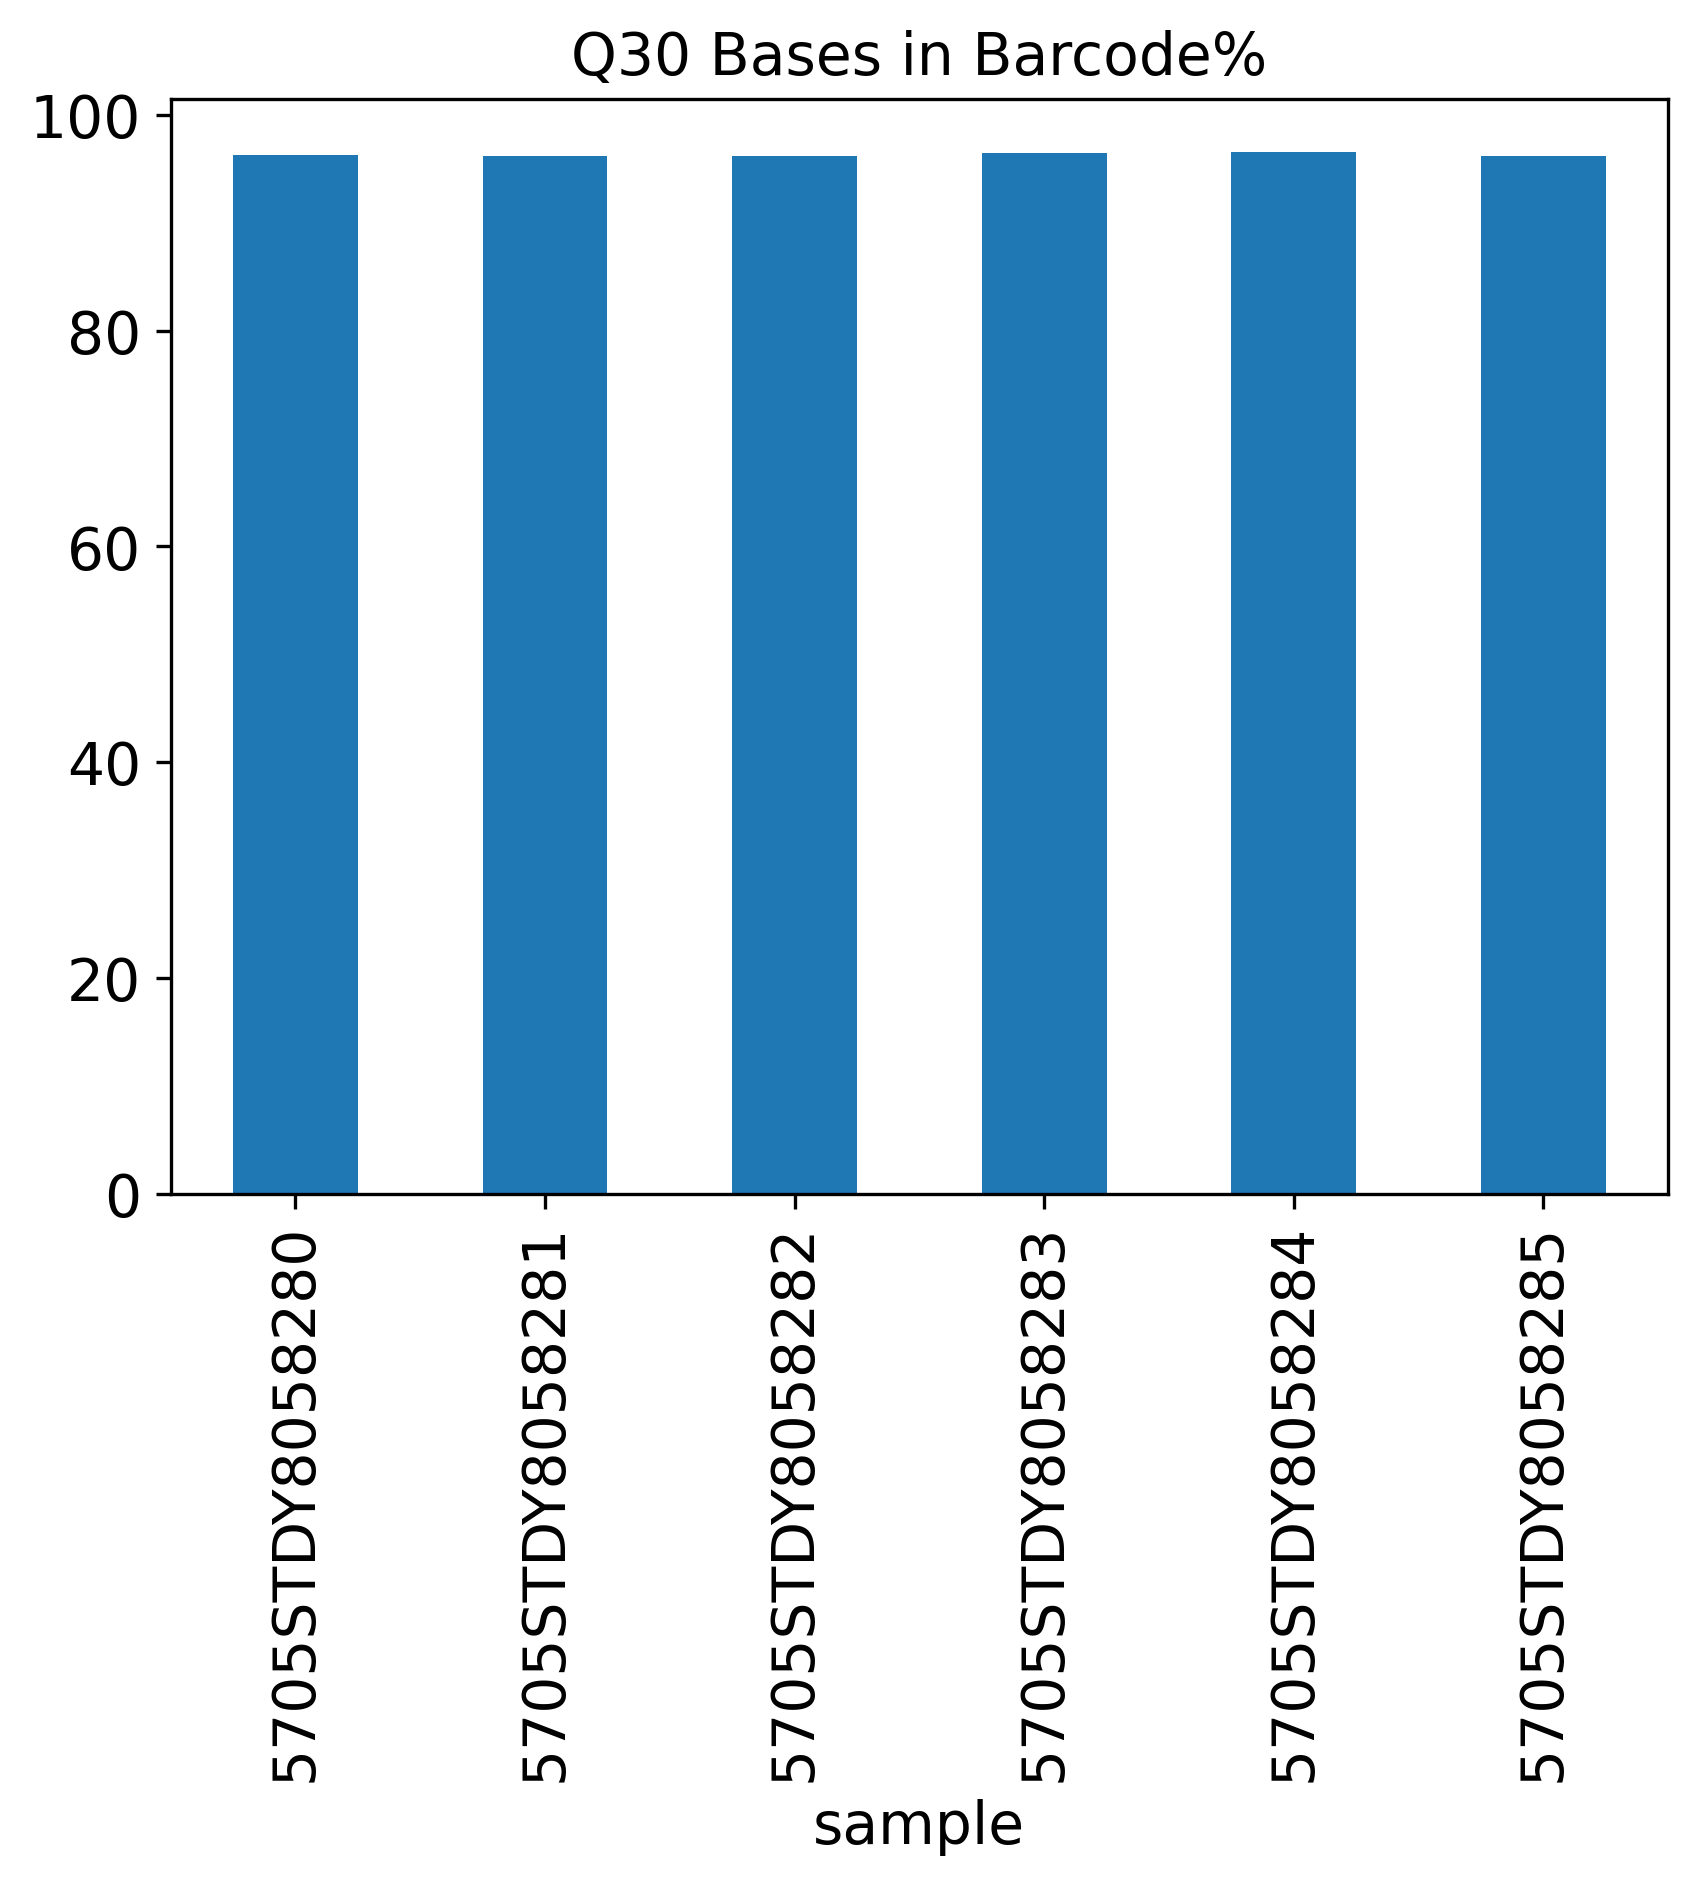 Q30 Bases in Barcode%
100
80
60
40
20
0
5705STDY8058280
5705STDY8058281
5705STDY8058282
5705STDY8058283
5705STDY8058284
5705STDY8058285
sample